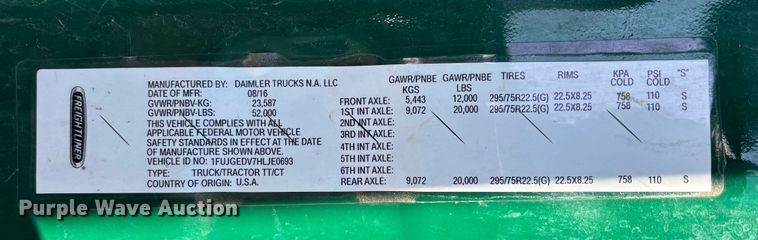 FREIGHTLINER
MANUFACTURED BY: DAIMLER TRUCKS N.A. LLC
DATE OF MFR: 08/16
GVWR/PNBV-KG: 23,587
GVWR/PNBV-LBS: 52,000
THIS VEHICLE COMPLIES WITH ALL
APPLICABLE FEDERAL MOTOR VEHICLE
SAFETY STANDARDS IN EFFECT AT THE DATE
OF MANUFACTURE SHOWN ABOVE.
VEHICLE ID NO.: 1FUJGEDV7HLJE0693
TYPE: TRUCK/TRACTOR TT/CT
COUNTRY OF ORIGIN: U.S.A.
GAWR/PNBE KGS GAWR/PNBE LBS TIRES RIMS KPA COLD PSI COLD "S"
FRONT AXLE: 5,443 12,000 295/75R22.5(G) 22.5X8.25 758 110 S
1ST INT AXLE: 9,072 20,000 295/75R22.5(G) 22.5X8.25 758 110 S
2ND INT AXLE:
3RD INT AXLE:
4TH INT AXLE:
5TH INT AXLE:
6TH INT AXLE:
REAR AXLE: 9,072 20,000 295/75R22.5(G) 22.5X8.25 758 110 S
Purple Wave Auction